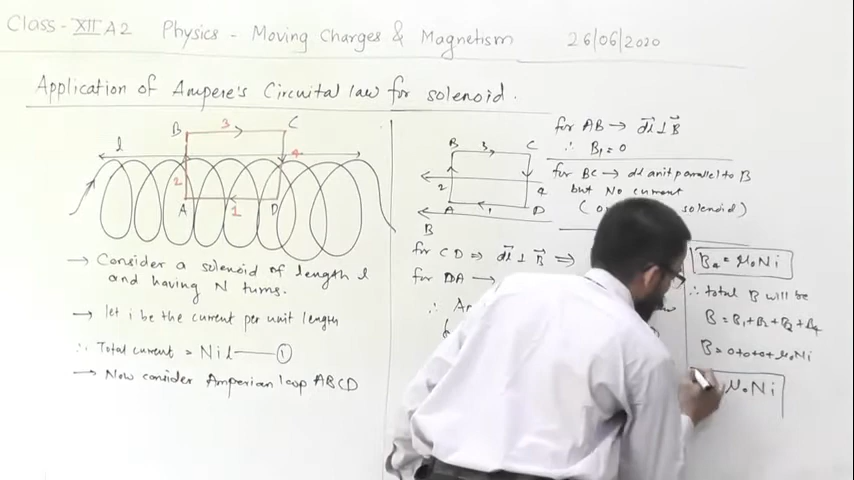 Class-XII A2 Physics - Moving Charges & Magnetism 26/06/2020
Application of Ampere's Circuital law for solenoid.
l
B 3 C
2 4
A 1 D
→ Consider a solenoid of length l
and having N turns.
→ let i be the current per unit length
∴ Total current = Nil — ①
→ Now consider Amperian loop ABCD
B 3 C
2 4
A 1 D
B
for AB → dl ⊥ B
∴ B₁ = 0
for BC → dl antiparallel to B
but No current
solenoid)
for CD ⇒ dl ⊥ B ⇒
for DA →
B₄ = μ₀Ni
∴ total B will be
B = B₁ + B₂ + B₃ + B₄
B = 0+0+0+μ₀Ni
μ₀Ni